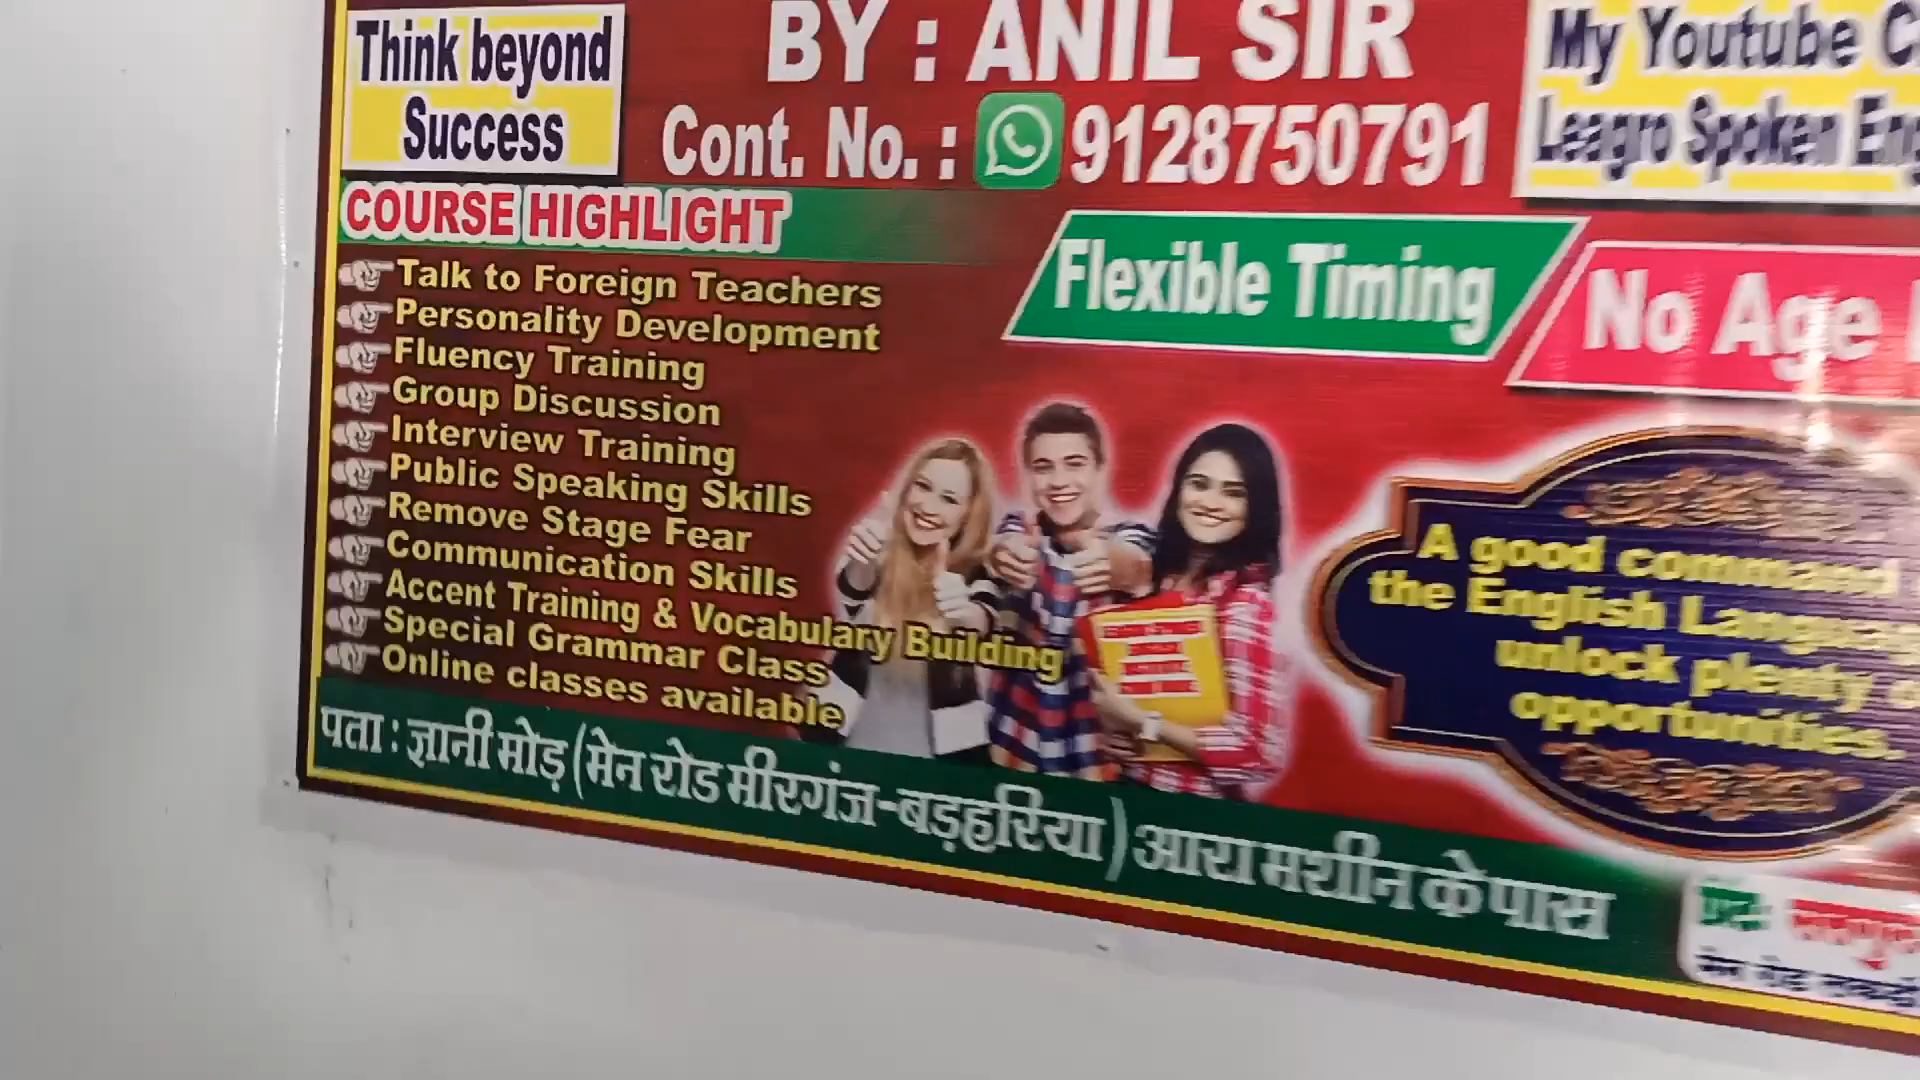 Think beyond
Success
BY : ANIL SIR
Cont. No. : 9128750791
My Youtube
Leagro Spoken
COURSE HIGHLIGHT
Talk to Foreign Teachers
Personality Development
Fluency Training
Group Discussion
Interview Training
Public Speaking Skills
Remove Stage Fear
Communication Skills
Accent Training & Vocabulary Building
Special Grammar Class
Online classes available
Flexible Timing
No Age
A good command
the English
unlock plenty
opportunities.
पता : ज्ञानी मोड़ (मेन रोड मीरगंज-बड़हरिया) आरा मशीन के पास